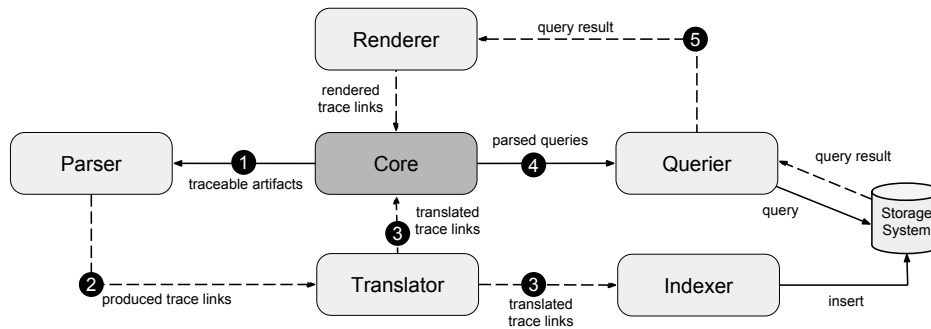 Renderer
query result
5
rendered
trace links
Parser
1
traceable artifacts
Core
parsed queries
4
Querier
query result
query
Storage
System
3
translated
trace links
2
produced trace links
Translator
3
translated
trace links
Indexer
insert